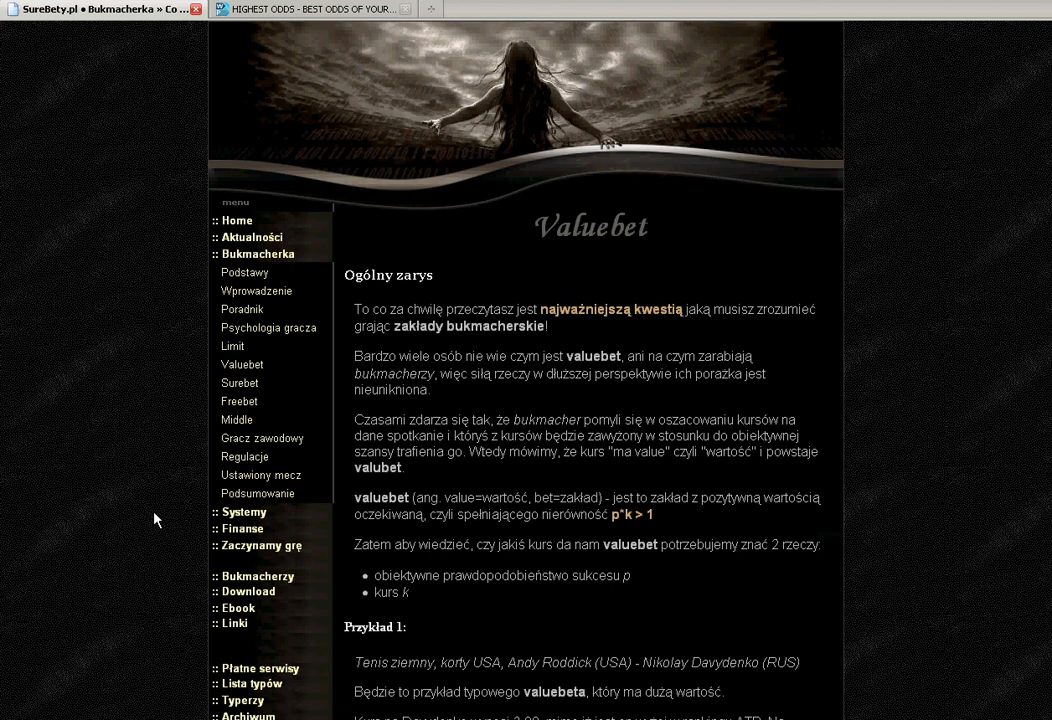 SureBety.pl • Bukmacherka » Co ...
HIGHEST ODDS - BEST ODDS OF YOUR...
menu
Valuebet
:: Home
:: Aktualności
:: Bukmacherka
Podstawy
Wprowadzenie
Poradnik
Psychologia gracza
Limit
Valuebet
Surebet
Freebet
Middle
Gracz zawodowy
Regulacje
Ustawiony mecz
Podsumowanie
:: Systemy
:: Finanse
:: Zaczynamy grę
:: Bukmacherzy
:: Download
:: Ebook
:: Linki
:: Płatne serwisy
:: Lista typów
:: Typerzy
:: Archiwum
Ogólny zarys
To co za chwilę przeczytasz jest najważniejszą kwestią jaką musisz zrozumieć
grając zakłady bukmacherskie!
Bardzo wiele osób nie wie czym jest valuebet, ani na czym zarabiają
bukmacherzy, więc siłą rzeczy w dłuższej perspektywie ich porażka jest
nieunikniona.
Czasami zdarza się tak, że bukmacher pomyli się w oszacowaniu kursów na
dane spotkanie i któryś z kursów będzie zawyżony w stosunku do obiektywnej
szansy trafienia go. Wtedy mówimy, że kurs "ma value" czyli "wartość" i powstaje
valubet.
valuebet (ang. value=wartość, bet=zakład) - jest to zakład z pozytywną wartością
oczekiwaną, czyli spełniającego nierówność p*k > 1
Zatem aby wiedzieć, czy jakiś kurs da nam valuebet potrzebujemy znać 2 rzeczy:
• obiektywne prawdopodobieństwo sukcesu p
• kurs k
Przykład 1:
Tenis ziemny, korty USA, Andy Roddick (USA) - Nikolay Davydenko (RUS)
Będzie to przykład typowego valuebeta, który ma dużą wartość.